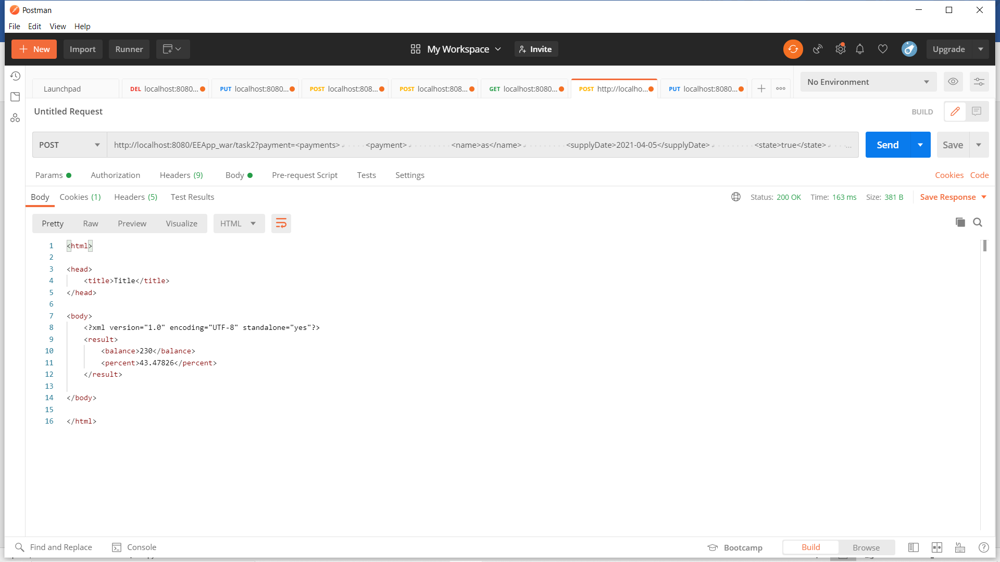 Postman
File Edit View Help
New Import Runner My Workspace Invite Upgrade
Launchpad DEL localhost:8080... PUT localhost:8080... POST localhost:808... POST localhost:808... GET localhost:8080... POST http://localho... PUT localhost:8080... No Environment
Untitled Request BUILD
POST http://localhost:8080/EEApp_war/task2?payment=<payments> <payment> <name>as</name> <supplyDate>2021-04-05</supplyDate> <state>true</state> ... Send Save
Params Authorization Headers (9) Body Pre-request Script Tests Settings Cookies Code
Body Cookies (1) Headers (5) Test Results Status: 200 OK Time: 163 ms Size: 381 B Save Response
Pretty Raw Preview Visualize HTML
1 <html>
2
3 <head>
4 <title>Title</title>
5 </head>
6
7 <body>
8 <?xml version="1.0" encoding="UTF-8" standalone="yes"?>
9 <result>
10 <balance>230</balance>
11 <percent>43.47826</percent>
12 </result>
13
14 </body>
15
16 </html>
Find and Replace Console Bootcamp Build Browse